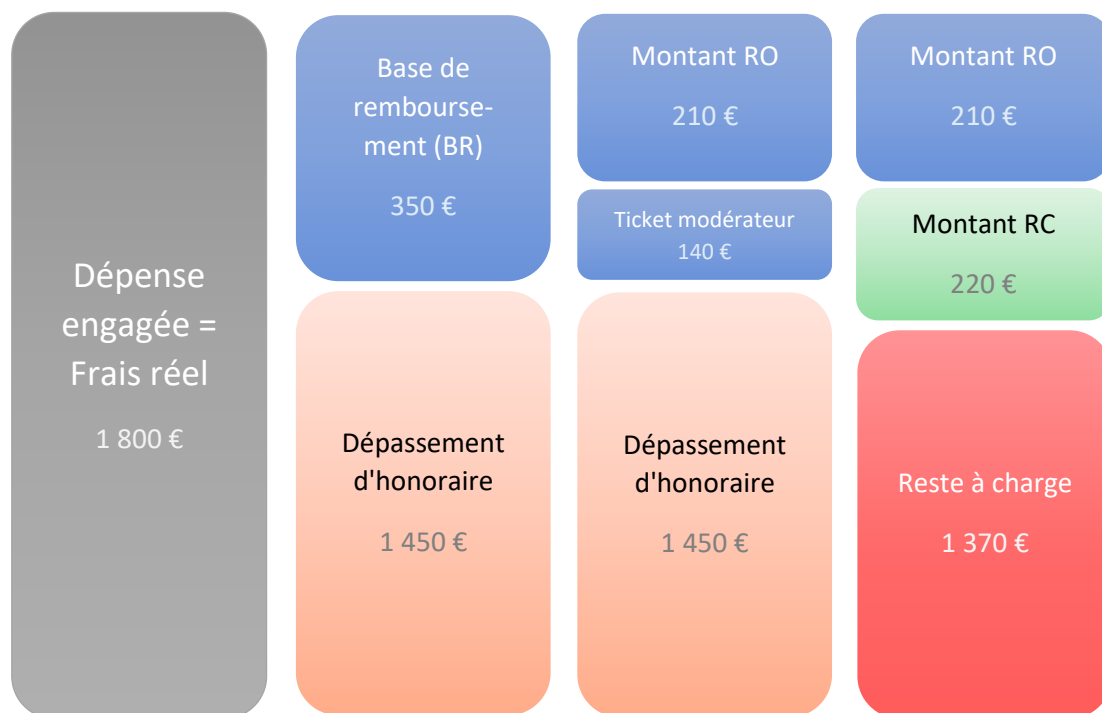 Dépense
engagée =
Frais réel
1 800 €
Base de
rembourse-
ment (BR)
350 €
Dépassement
d'honoraire
1 450 €
Montant RO
210 €
Ticket modérateur
140 €
Dépassement
d'honoraire
1 450 €
Montant RO
210 €
Montant RC
220 €
Reste à charge
1 370 €